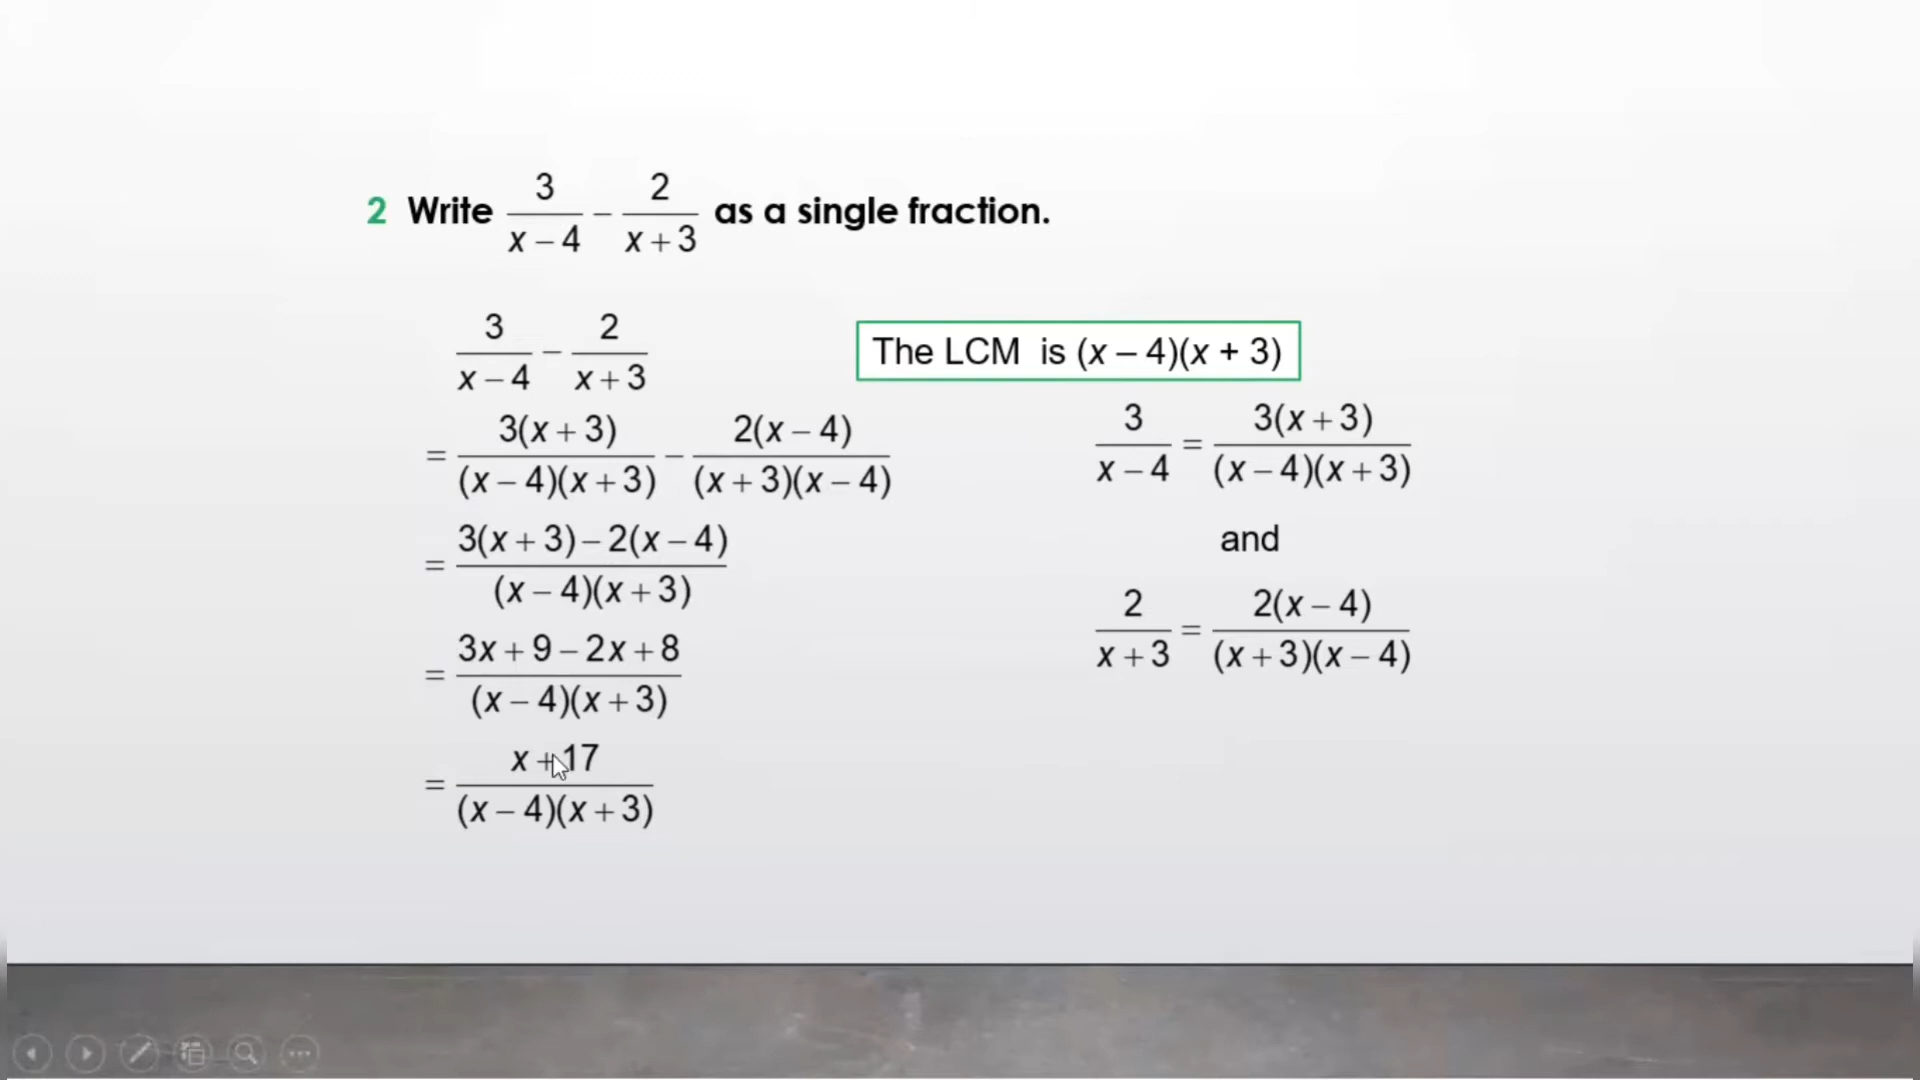 2 Write 3/(x – 4) – 2/(x + 3) as a single fraction.
3/(x – 4) – 2/(x + 3)
The LCM is (x – 4)(x + 3)
= 3(x + 3)/((x – 4)(x + 3)) – 2(x – 4)/((x + 3)(x – 4))
3/(x – 4) = 3(x + 3)/((x – 4)(x + 3))
= (3(x + 3) – 2(x – 4))/((x – 4)(x + 3))
and
= (3x + 9 – 2x + 8)/((x – 4)(x + 3))
2/(x + 3) = 2(x – 4)/((x + 3)(x – 4))
= (x + 17)/((x – 4)(x + 3))